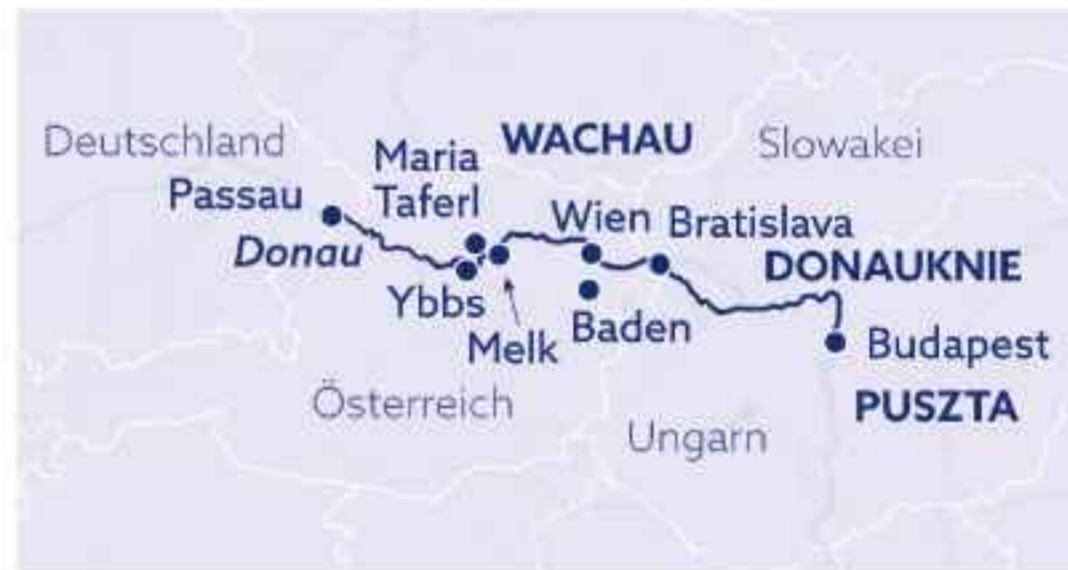 Deutschland
WACHAU
Slowakei
Maria
Taferl
Passau
Wien
Bratislava
Donau
DONAUKNIE
Ybbs
Melk
Baden
Budapest
Österreich
PUSZTA
Ungarn